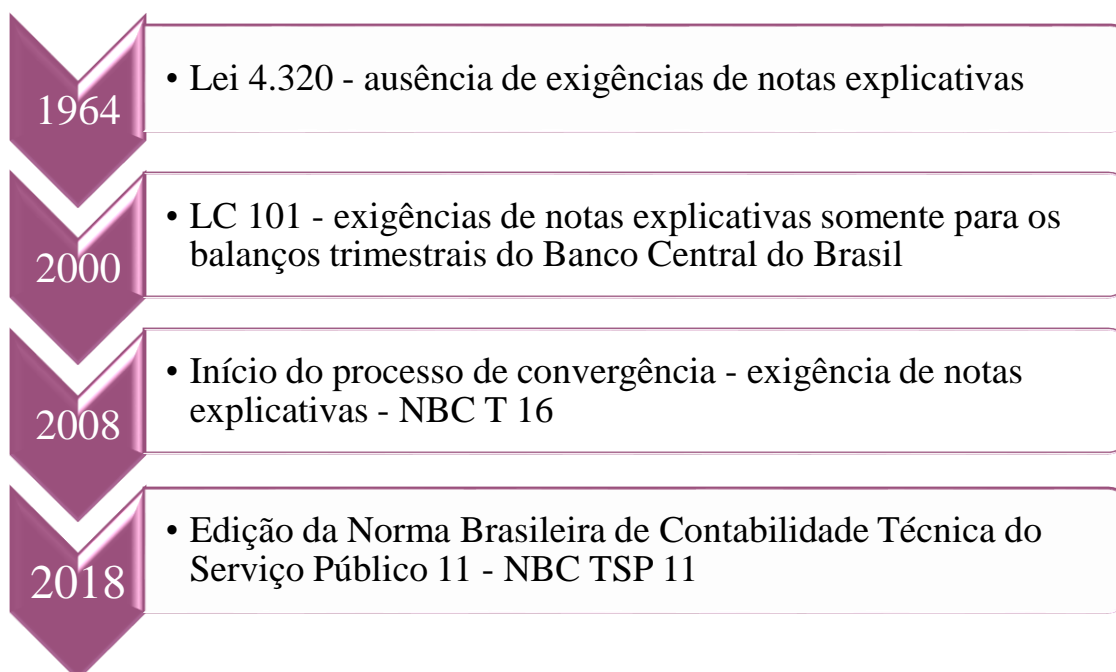 1964
• Lei 4.320 - ausência de exigências de notas explicativas
2000
• LC 101 - exigências de notas explicativas somente para os
balanços trimestrais do Banco Central do Brasil
2008
• Início do processo de convergência - exigência de notas
explicativas - NBC T 16
2018
• Edição da Norma Brasileira de Contabilidade Técnica do
Serviço Público 11 - NBC TSP 11